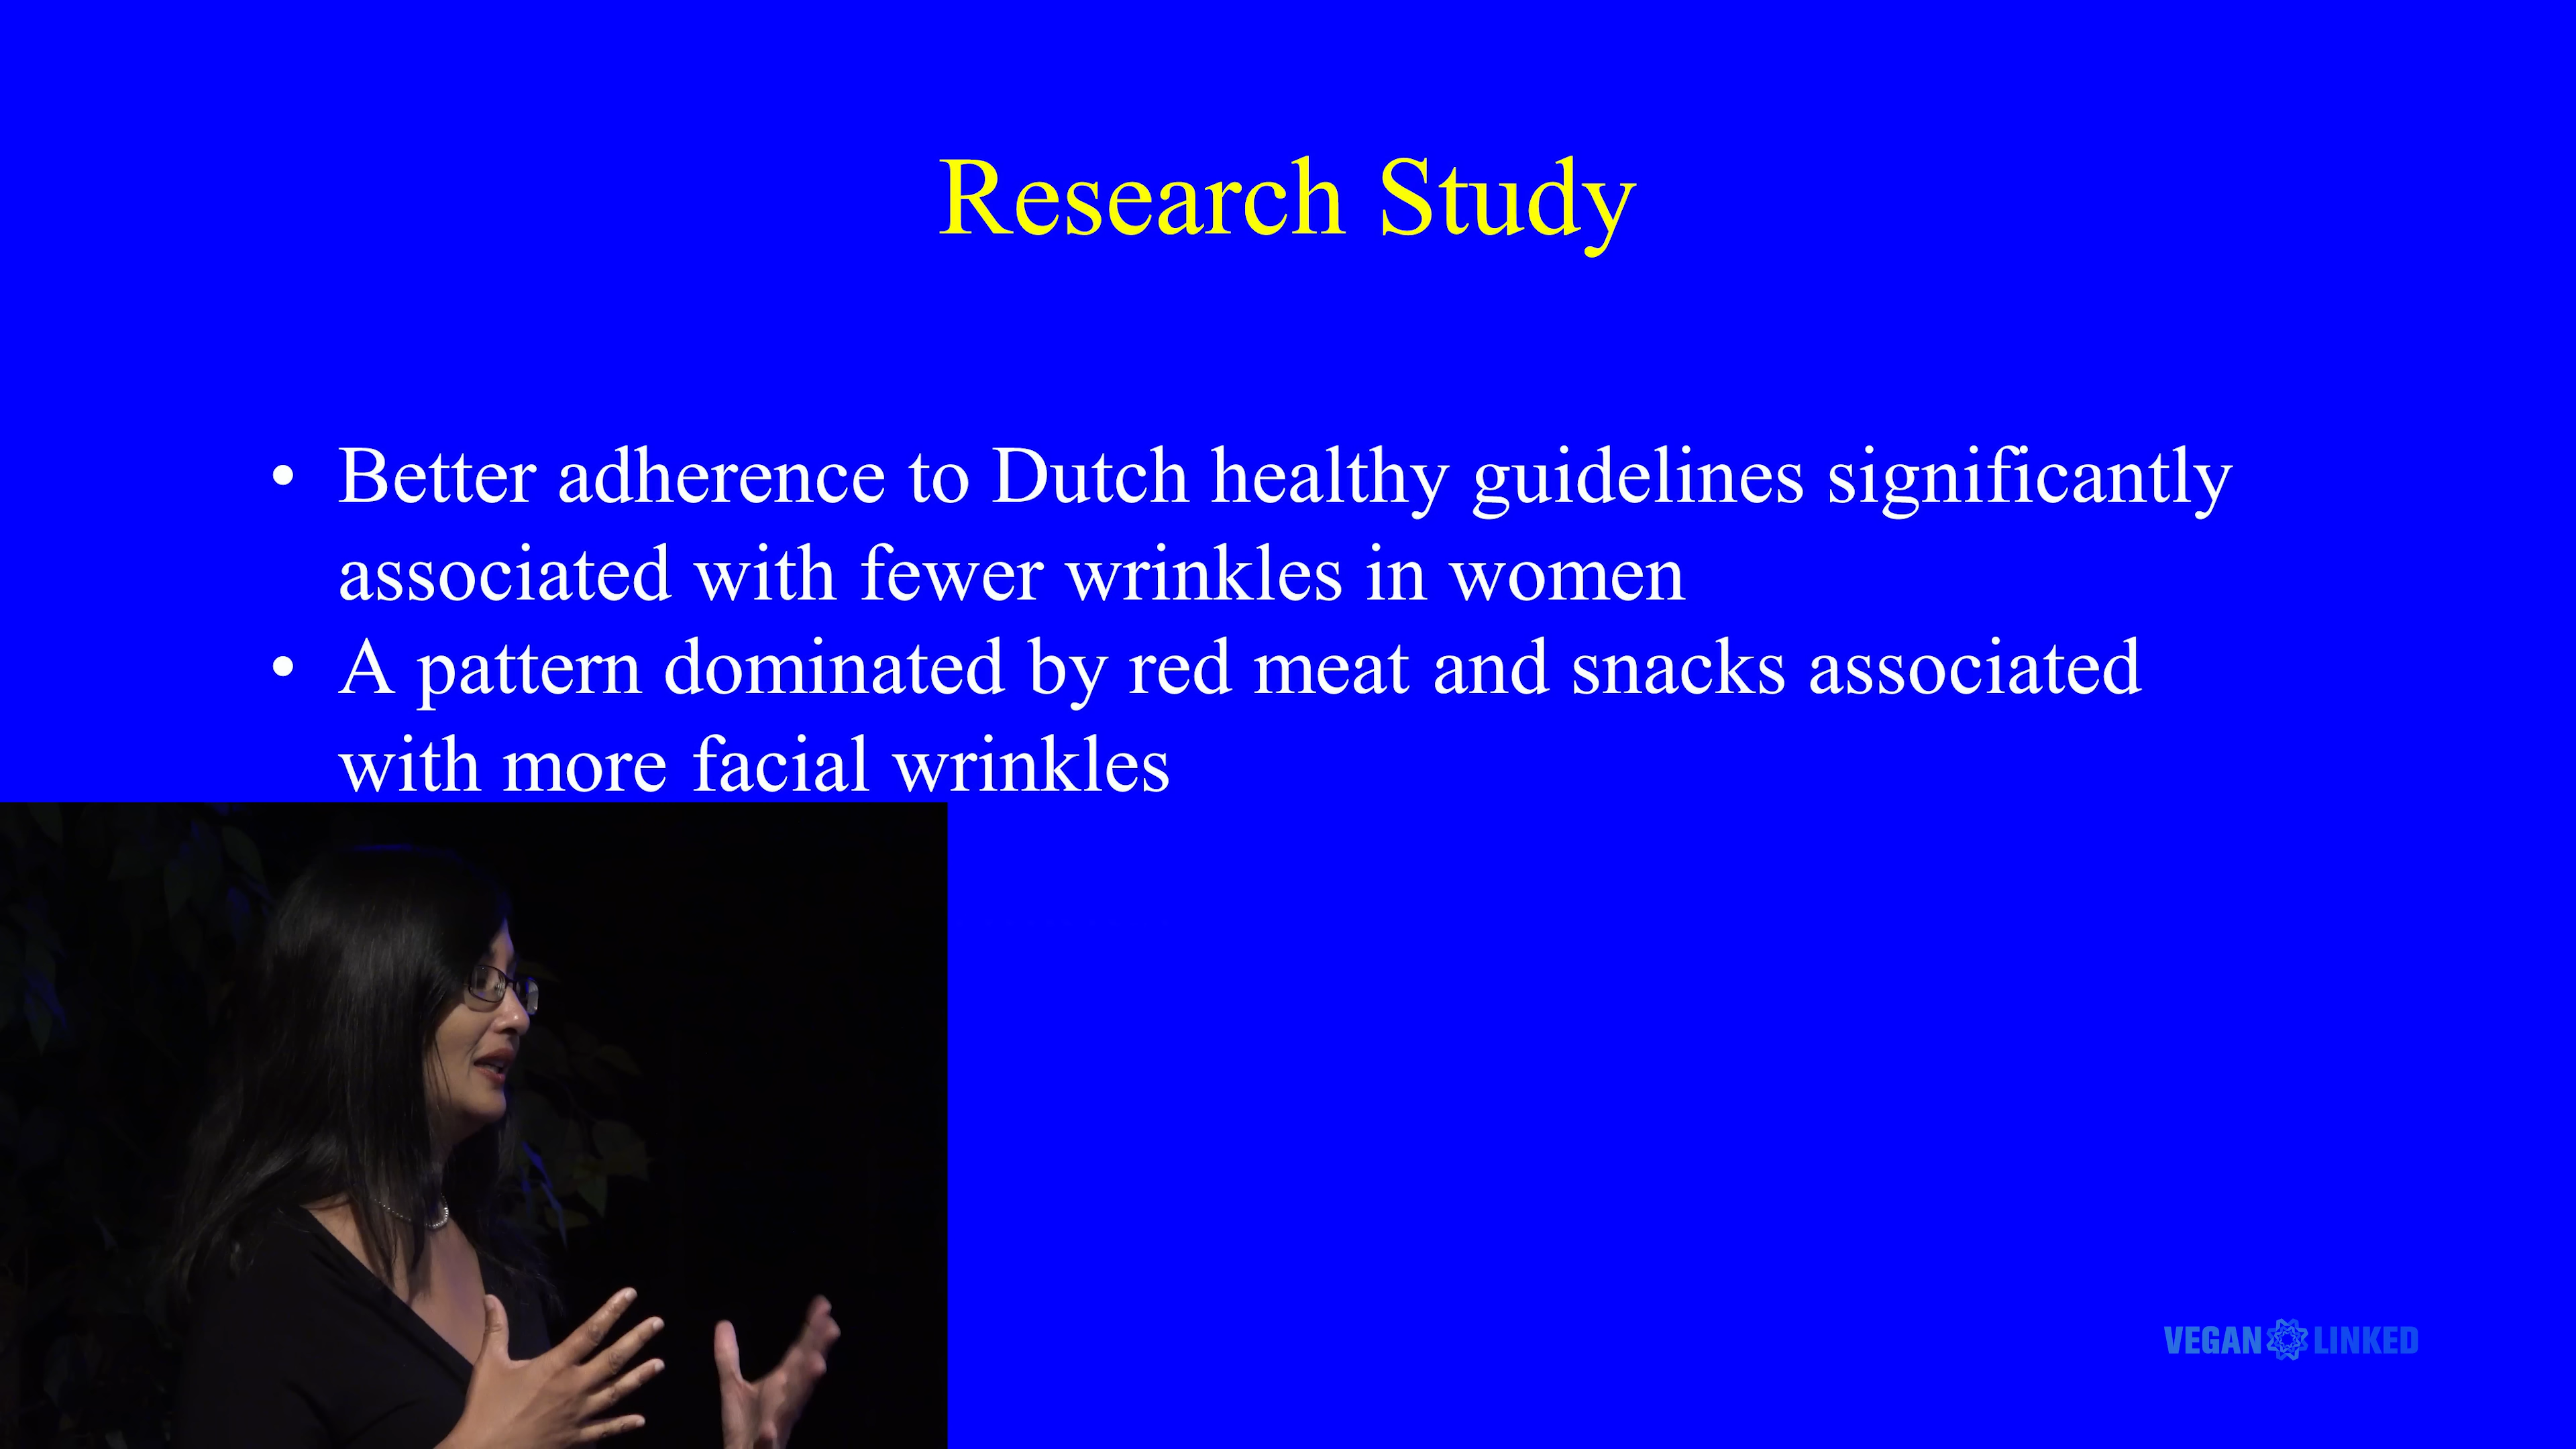 Research Study
• Better adherence to Dutch healthy guidelines significantly
associated with fewer wrinkles in women
• A pattern dominated by red meat and snacks associated
with more facial wrinkles
VEGAN LINKED